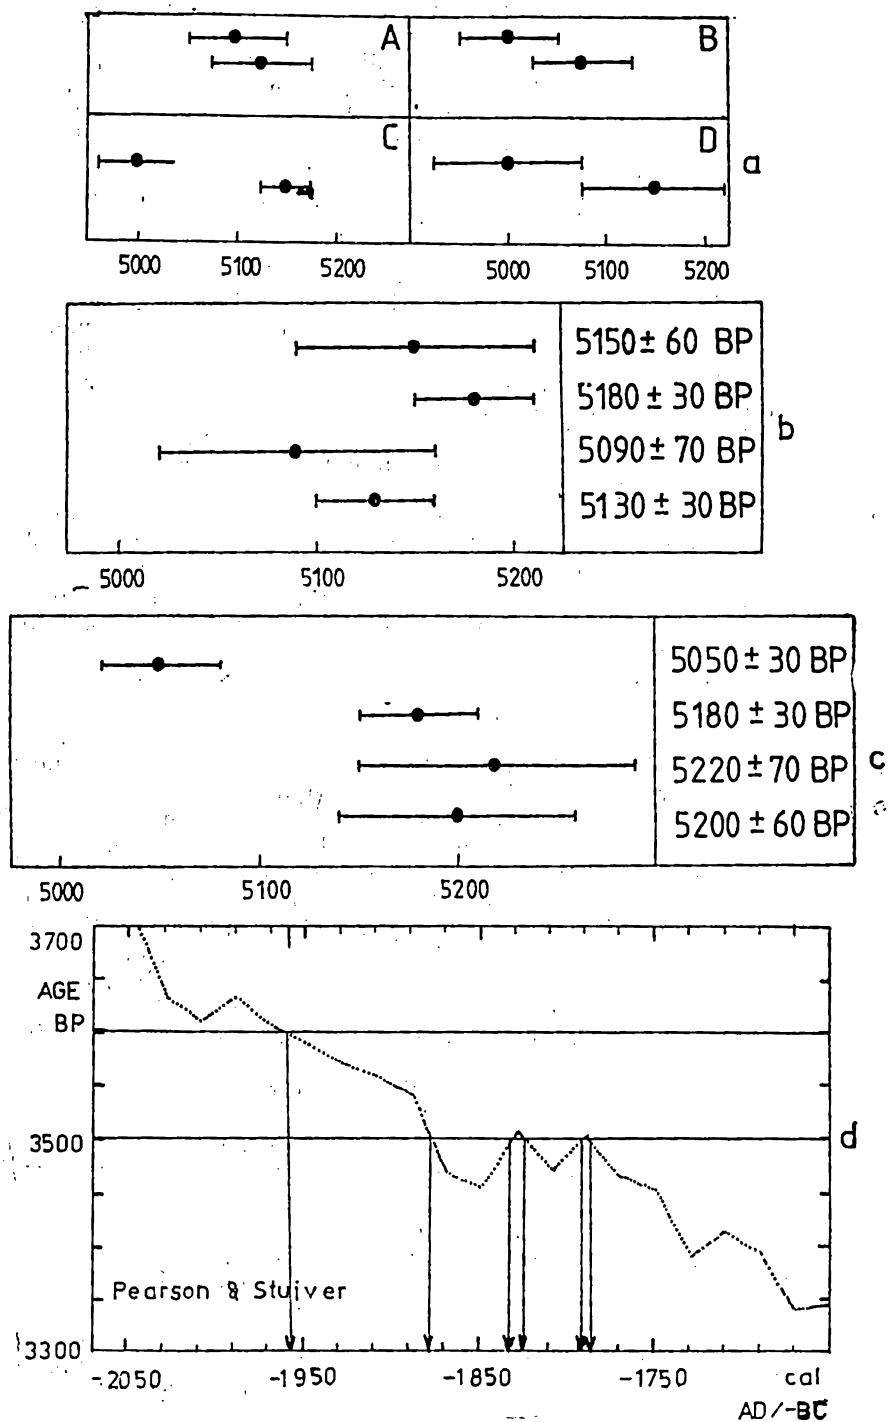 A
B
C
D
a
5000 5100 5200
5000 5100 5200
5150 ± 60 BP
5180 ± 30 BP
5090 ± 70 BP
5130 ± 30 BP
b
5000 5100 5200
5050 ± 30 BP
5180 ± 30 BP
5220 ± 70 BP
5200 ± 60 BP
c
5000 5100 5200
3700
AGE
BP
3500
d
Pearson & Stuiver
3300
-2050 -1950 -1850 -1750 cal
AD/-BC